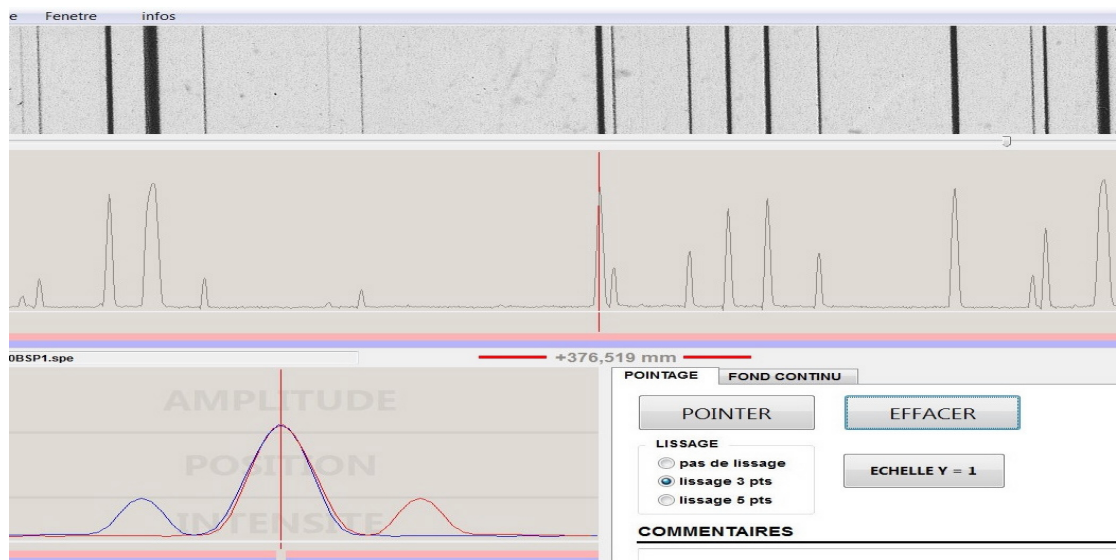 e Fenetre infos
0BSP1.spe
+376,519 mm
POINTAGE FOND CONTINU
AMPLITUDE
POSITION
INTENSITE
POINTER EFFACER
LISSAGE
pas de lissage
lissage 3 pts
lissage 5 pts
ECHELLE Y = 1
COMMENTAIRES